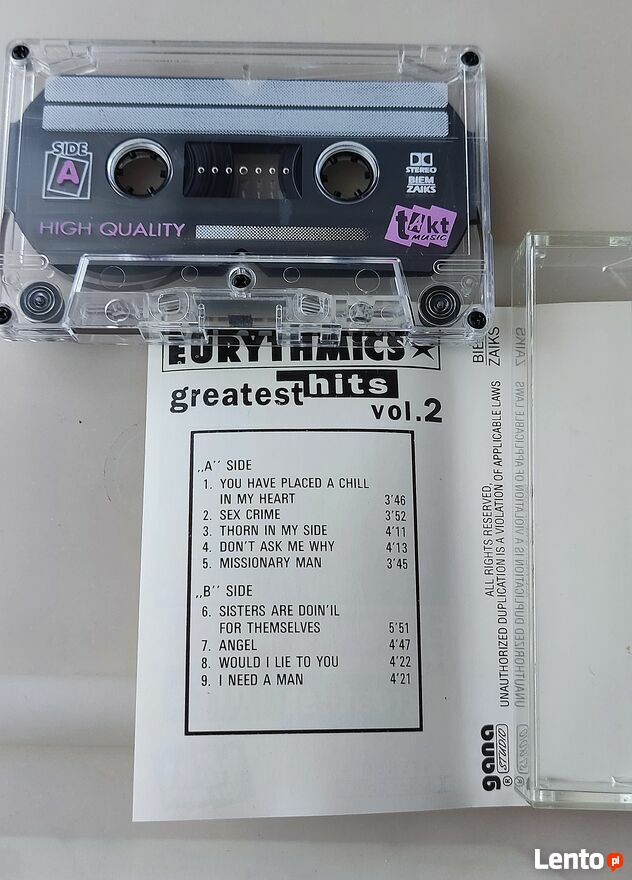 SIDE
A
STEREO
BIEM
ZAIKS
HIGH QUALITY
tAkt
MUSIC
EURYTHMICS
greatest hits
vol.2
„A" SIDE
1. YOU HAVE PLACED A CHILL
IN MY HEART 3'46
2. SEX CRIME 3'52
3. THORN IN MY SIDE 4'11
4. DON'T ASK ME WHY 4'13
5. MISSIONARY MAN 3'45
„B" SIDE
6. SISTERS ARE DOIN'IL
FOR THEMSELVES 5'51
7. ANGEL 4'47
8. WOULD I LIE TO YOU 4'22
9. I NEED A MAN 4'21
BIEM
ZAIKS
ALL RIGHTS RESERVED,
UNAUTHORIZED DUPLICATION IS A VIOLATION OF APPLICABLE LAWS
gana
® STUDIO
Lento pl